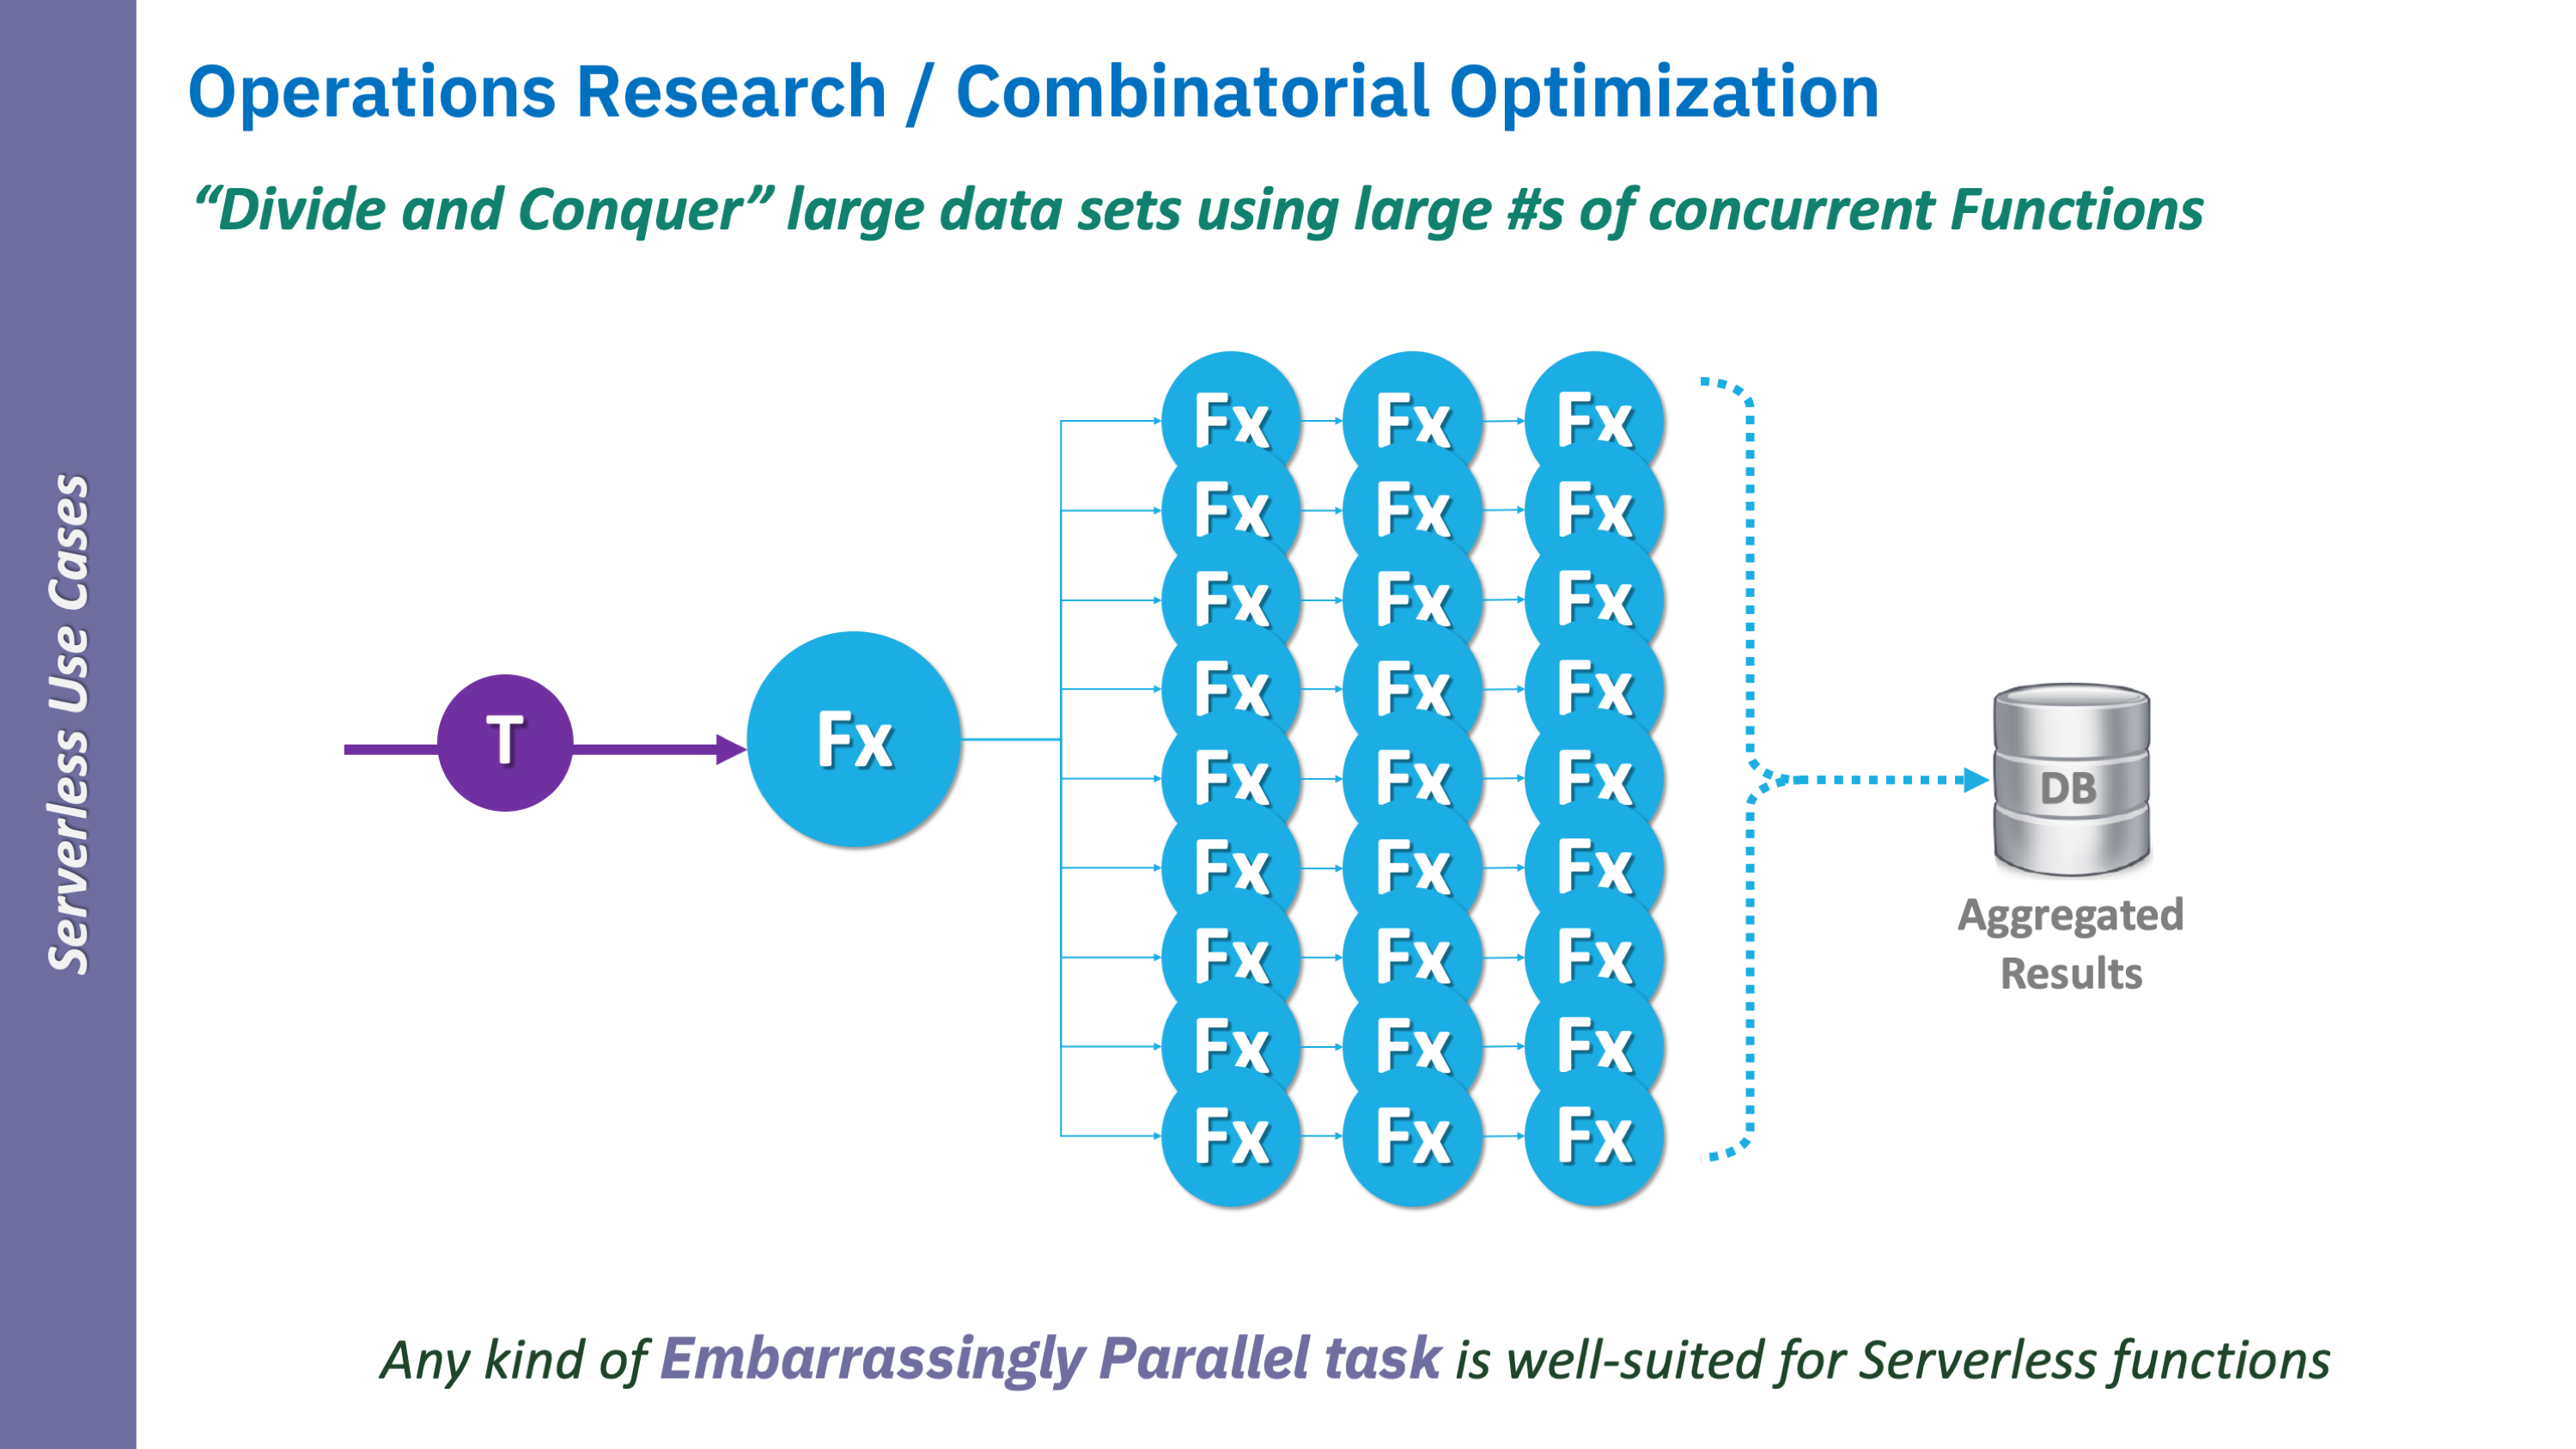 Operations Research / Combinatorial Optimization
“Divide and Conquer” large data sets using large #s of concurrent Functions
Serverless Use Cases
T
Fx
Fx Fx Fx
Fx Fx Fx
Fx Fx Fx
Fx Fx Fx
Fx Fx Fx
Fx Fx Fx
Fx Fx Fx
Fx Fx Fx
Fx Fx Fx
DB
Aggregated
Results
Any kind of Embarrassingly Parallel task is well-suited for Serverless functions